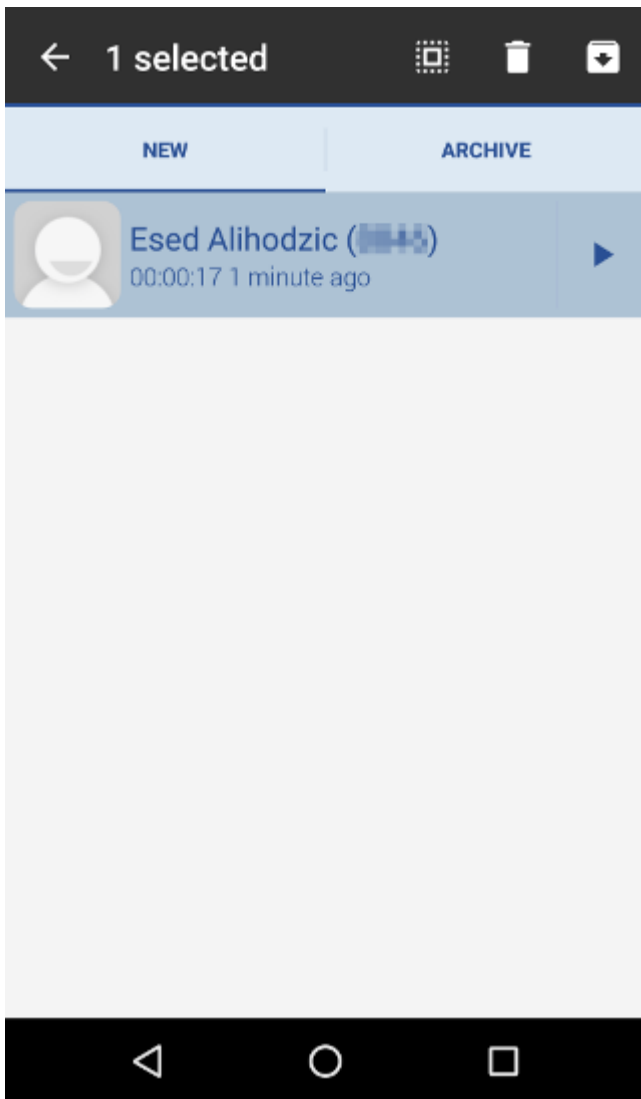 1 selected
NEW
ARCHIVE
Esed Alihodzic ( )
00:00:17 1 minute ago